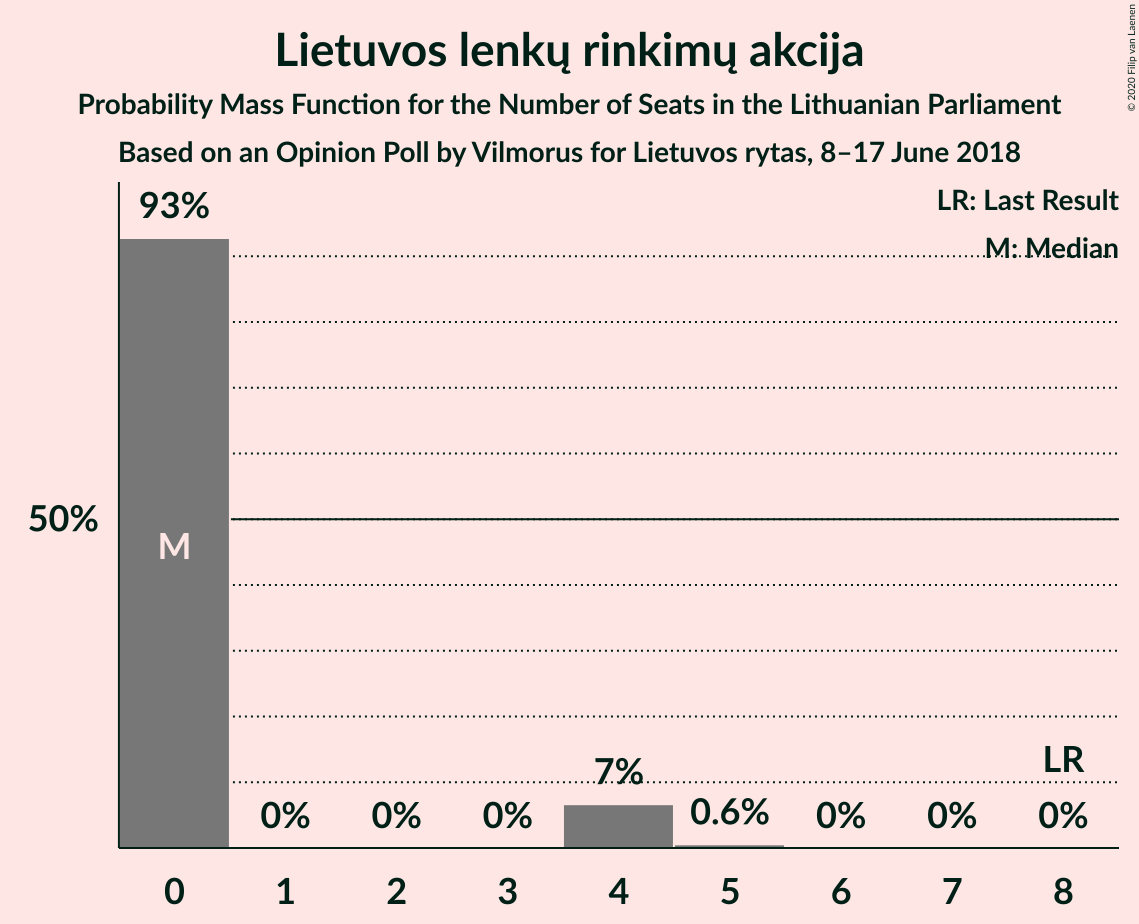 Lietuvos lenkų rinkimų akcija
Probability Mass Function for the Number of Seats in the Lithuanian Parliament
Based on an Opinion Poll by Vilmorus for Lietuvos rytas, 8–17 June 2018
© 2020 Filip van Laenen
LR: Last Result
M: Median
93%
50%
M
7%
LR
0% 0% 0% 0.6% 0% 0% 0%
0 1 2 3 4 5 6 7 8